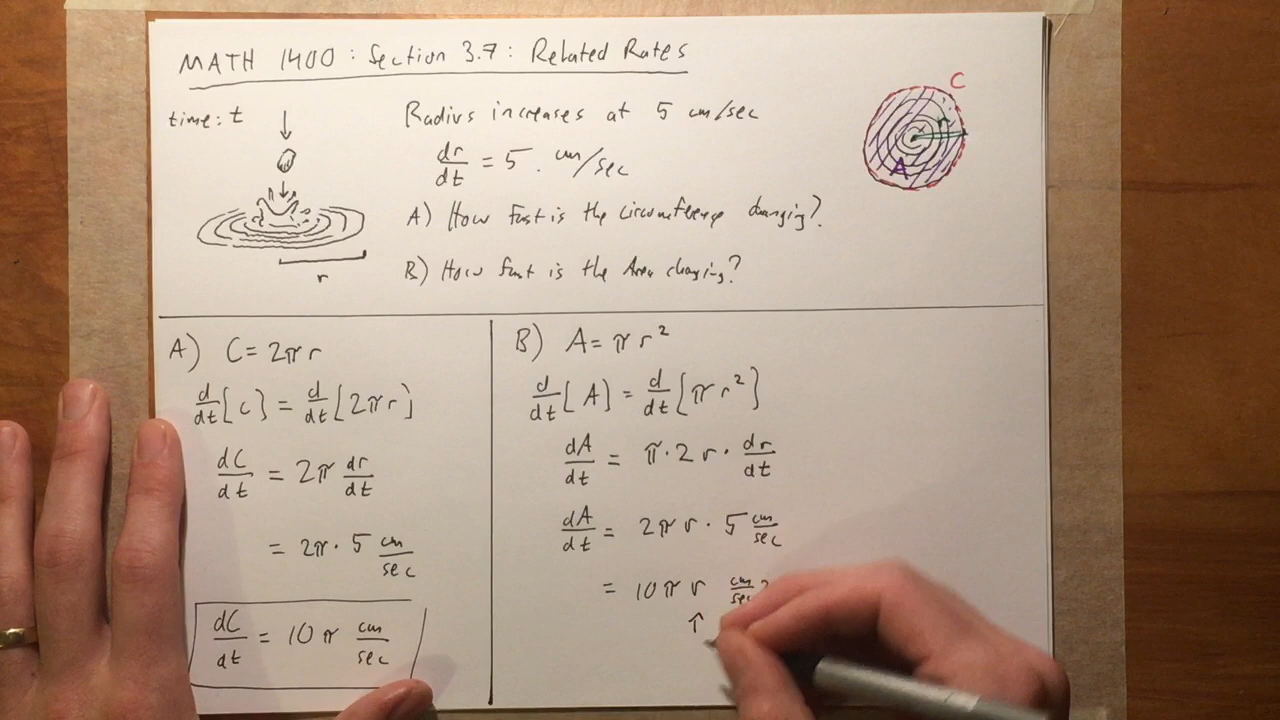 MATH 1400 : Section 3.7 : Related Rates
time: t
Radius increases at 5 cm/sec
dr/dt = 5 . cm/sec
A) How fast is the circumference changing?
B) How fast is the Area changing?
r
C
r
A
A) C = 2πr
d/dt[C] = d/dt[2πr]
dC/dt = 2π dr/dt
= 2π · 5 cm/sec
dC/dt = 10π cm/sec
B) A = πr²
d/dt[A] = d/dt[πr²]
dA/dt = π · 2r · dr/dt
dA/dt = 2πr · 5 cm/sec
= 10πr cm/sec
↑